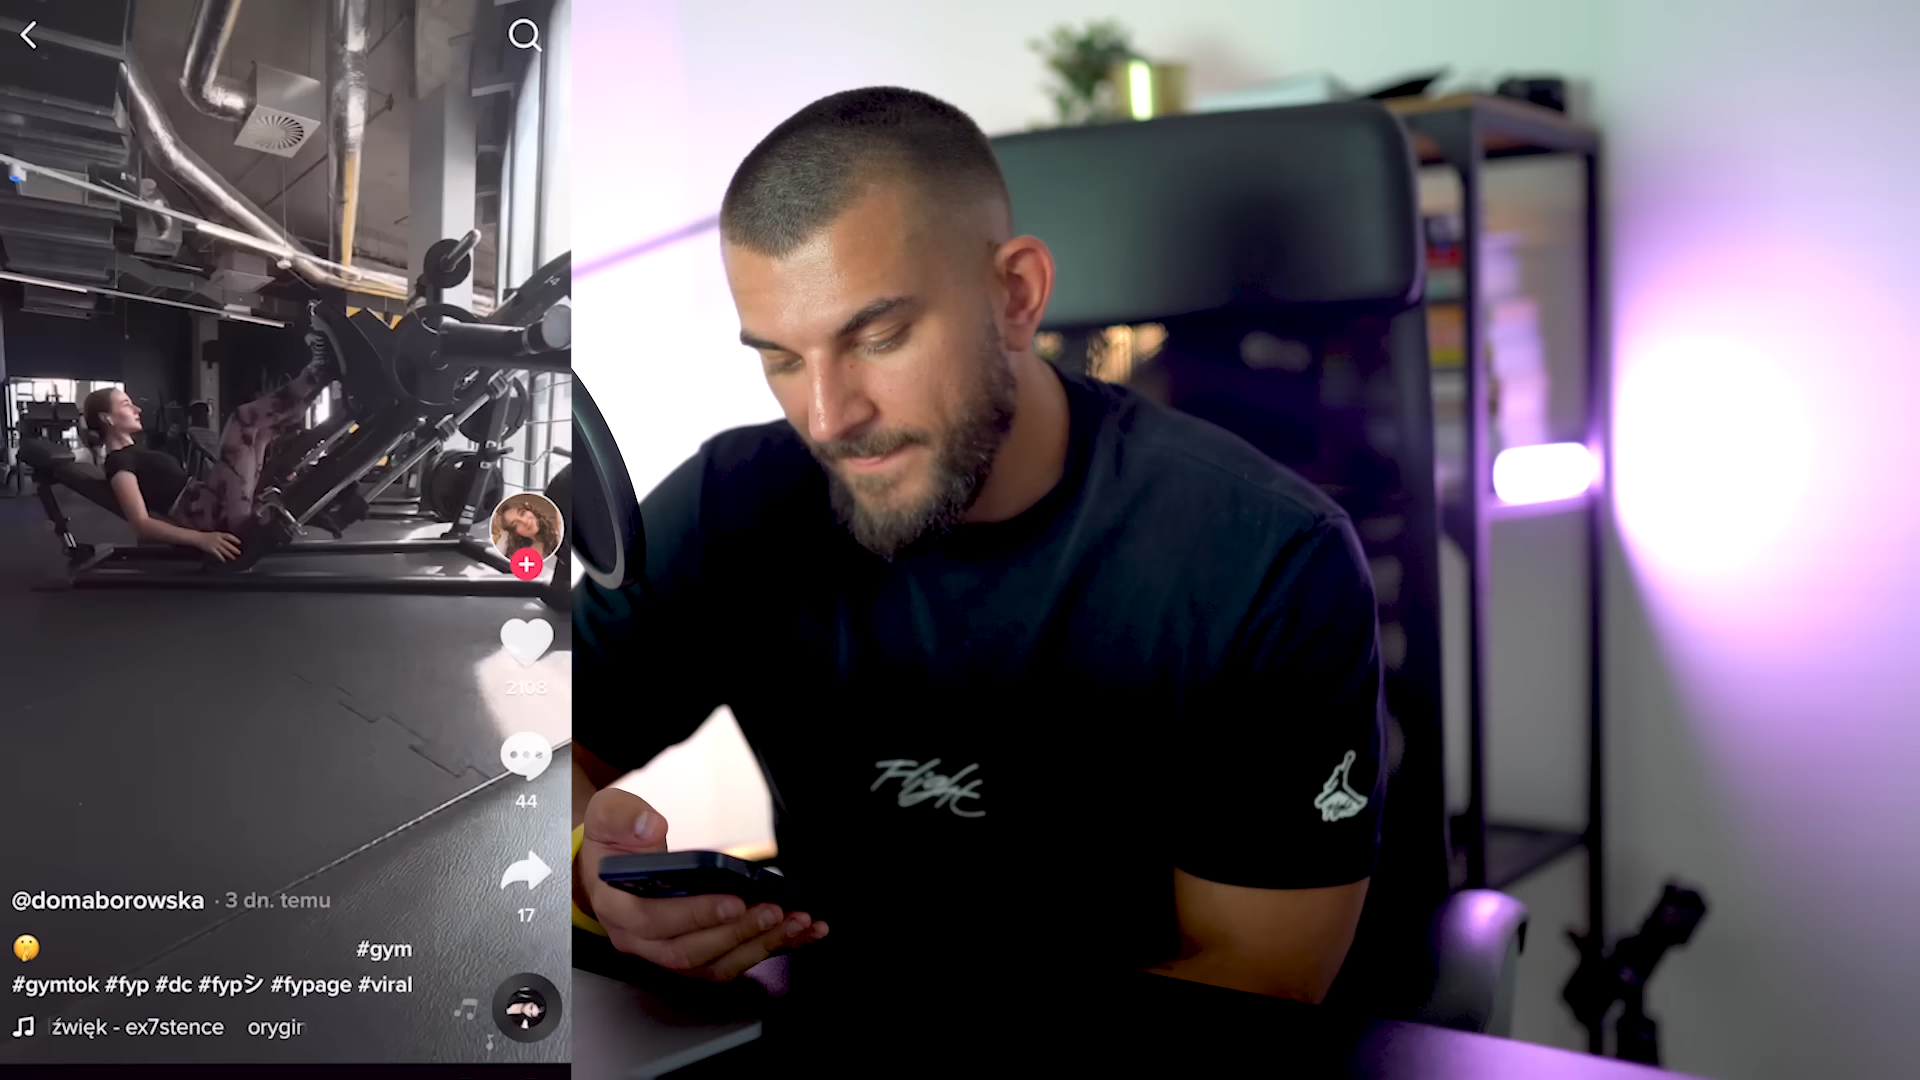 2108
44
17
@domaborowska · 3 dn. temu
🤫 #gym
#gymtok #fyp #dc #fypシ #fypage #viral
źwięk - ex7stence orygin
Flight